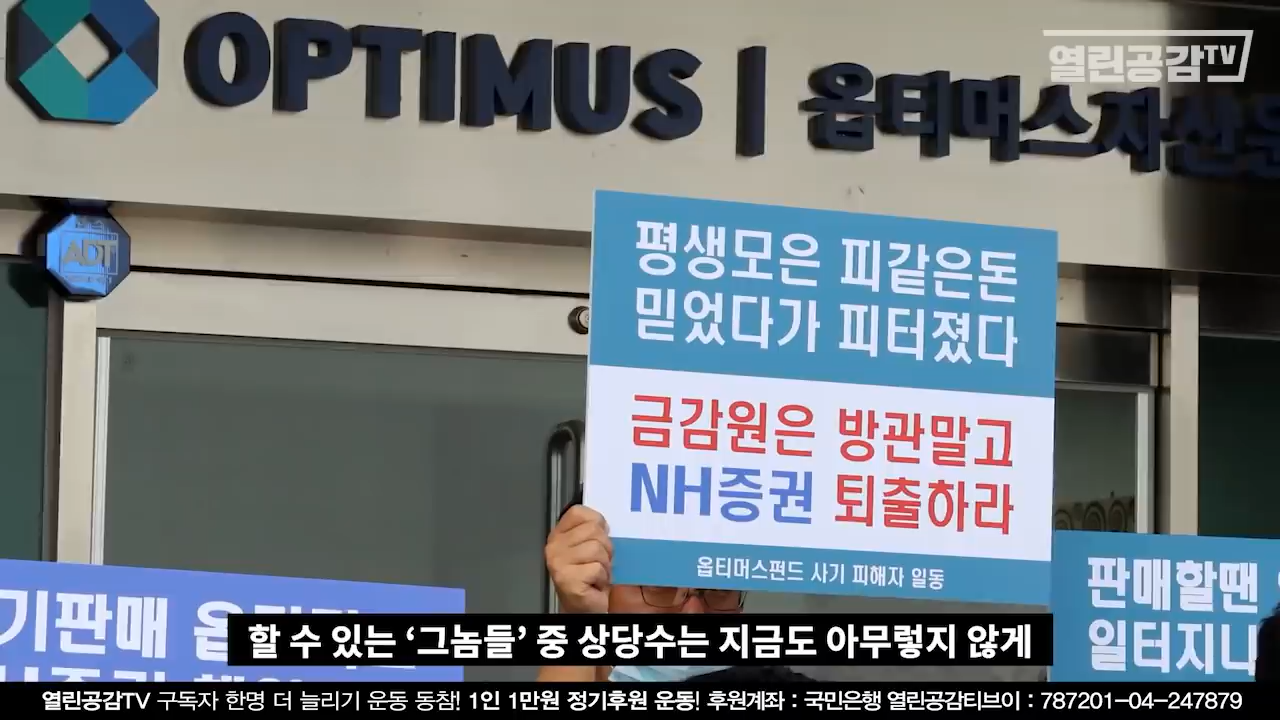 OPTIMUS | 옵티머스자산운
열린공감TV
ADT
평생모은 피같은돈
믿었다가 피터졌다
금감원은 방관말고
NH증권 퇴출하라
옵티머스펀드 사기 피해자 일동
기판매
판매할땐
일터지니
할 수 있는 ‘그놈들’ 중 상당수는 지금도 아무렇지 않게
열린공감TV 구독자 한명 더 늘리기 운동 동참! 1인 1만원 정기후원 운동! 후원계좌 : 국민은행 열린공감티브이 : 787201-04-247879